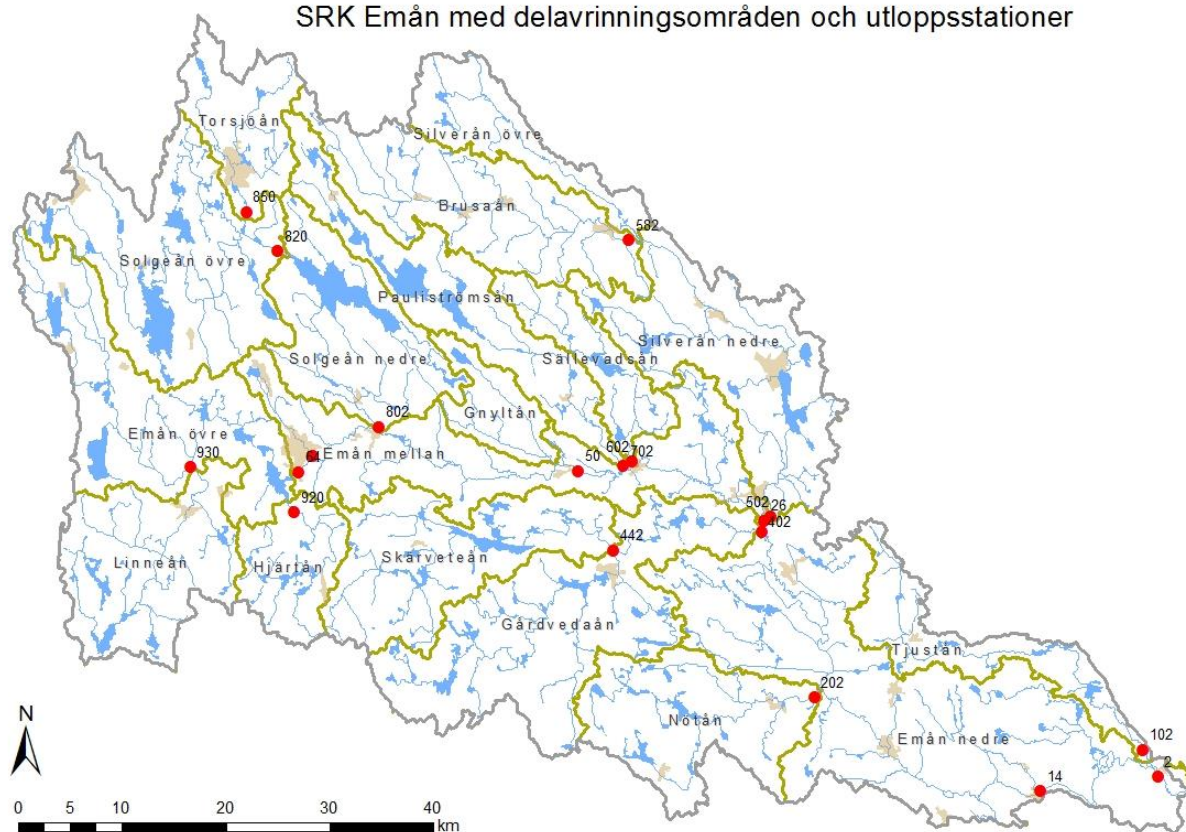 SRK Emån med delavrinningsområden och utloppsstationer
Torsjöån
Silverån övre
850
Brusaån
582
820
Solgeån övre
Pauliströmsån
Silverån nedre
Solgeån nedre
Sällevadsån
802
Gnyltån
Emån övre
Emån mellan
930
64
50
602
702
920
502
26
402
442
Linneån
Hjärtån
Skärveteån
Gårdvedaån
Tjustån
202
Nötån
Emån nedre
102
2
14
N
0 5 10 20 30 40
km